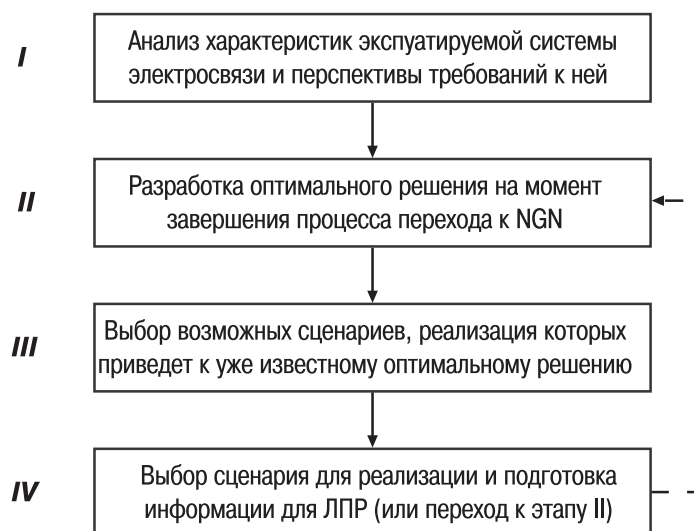 I
Анализ характеристик экспуатируемой системы
электросвязи и перспективы требований к ней
II
Разработка оптимального решения на момент
завершения процесса перехода к NGN
III
Выбор возможных сценариев, реализация которых
приведет к уже известному оптимальному решению
IV
Выбор сценария для реализации и подготовка
информации для ЛПР (или переход к этапу II)